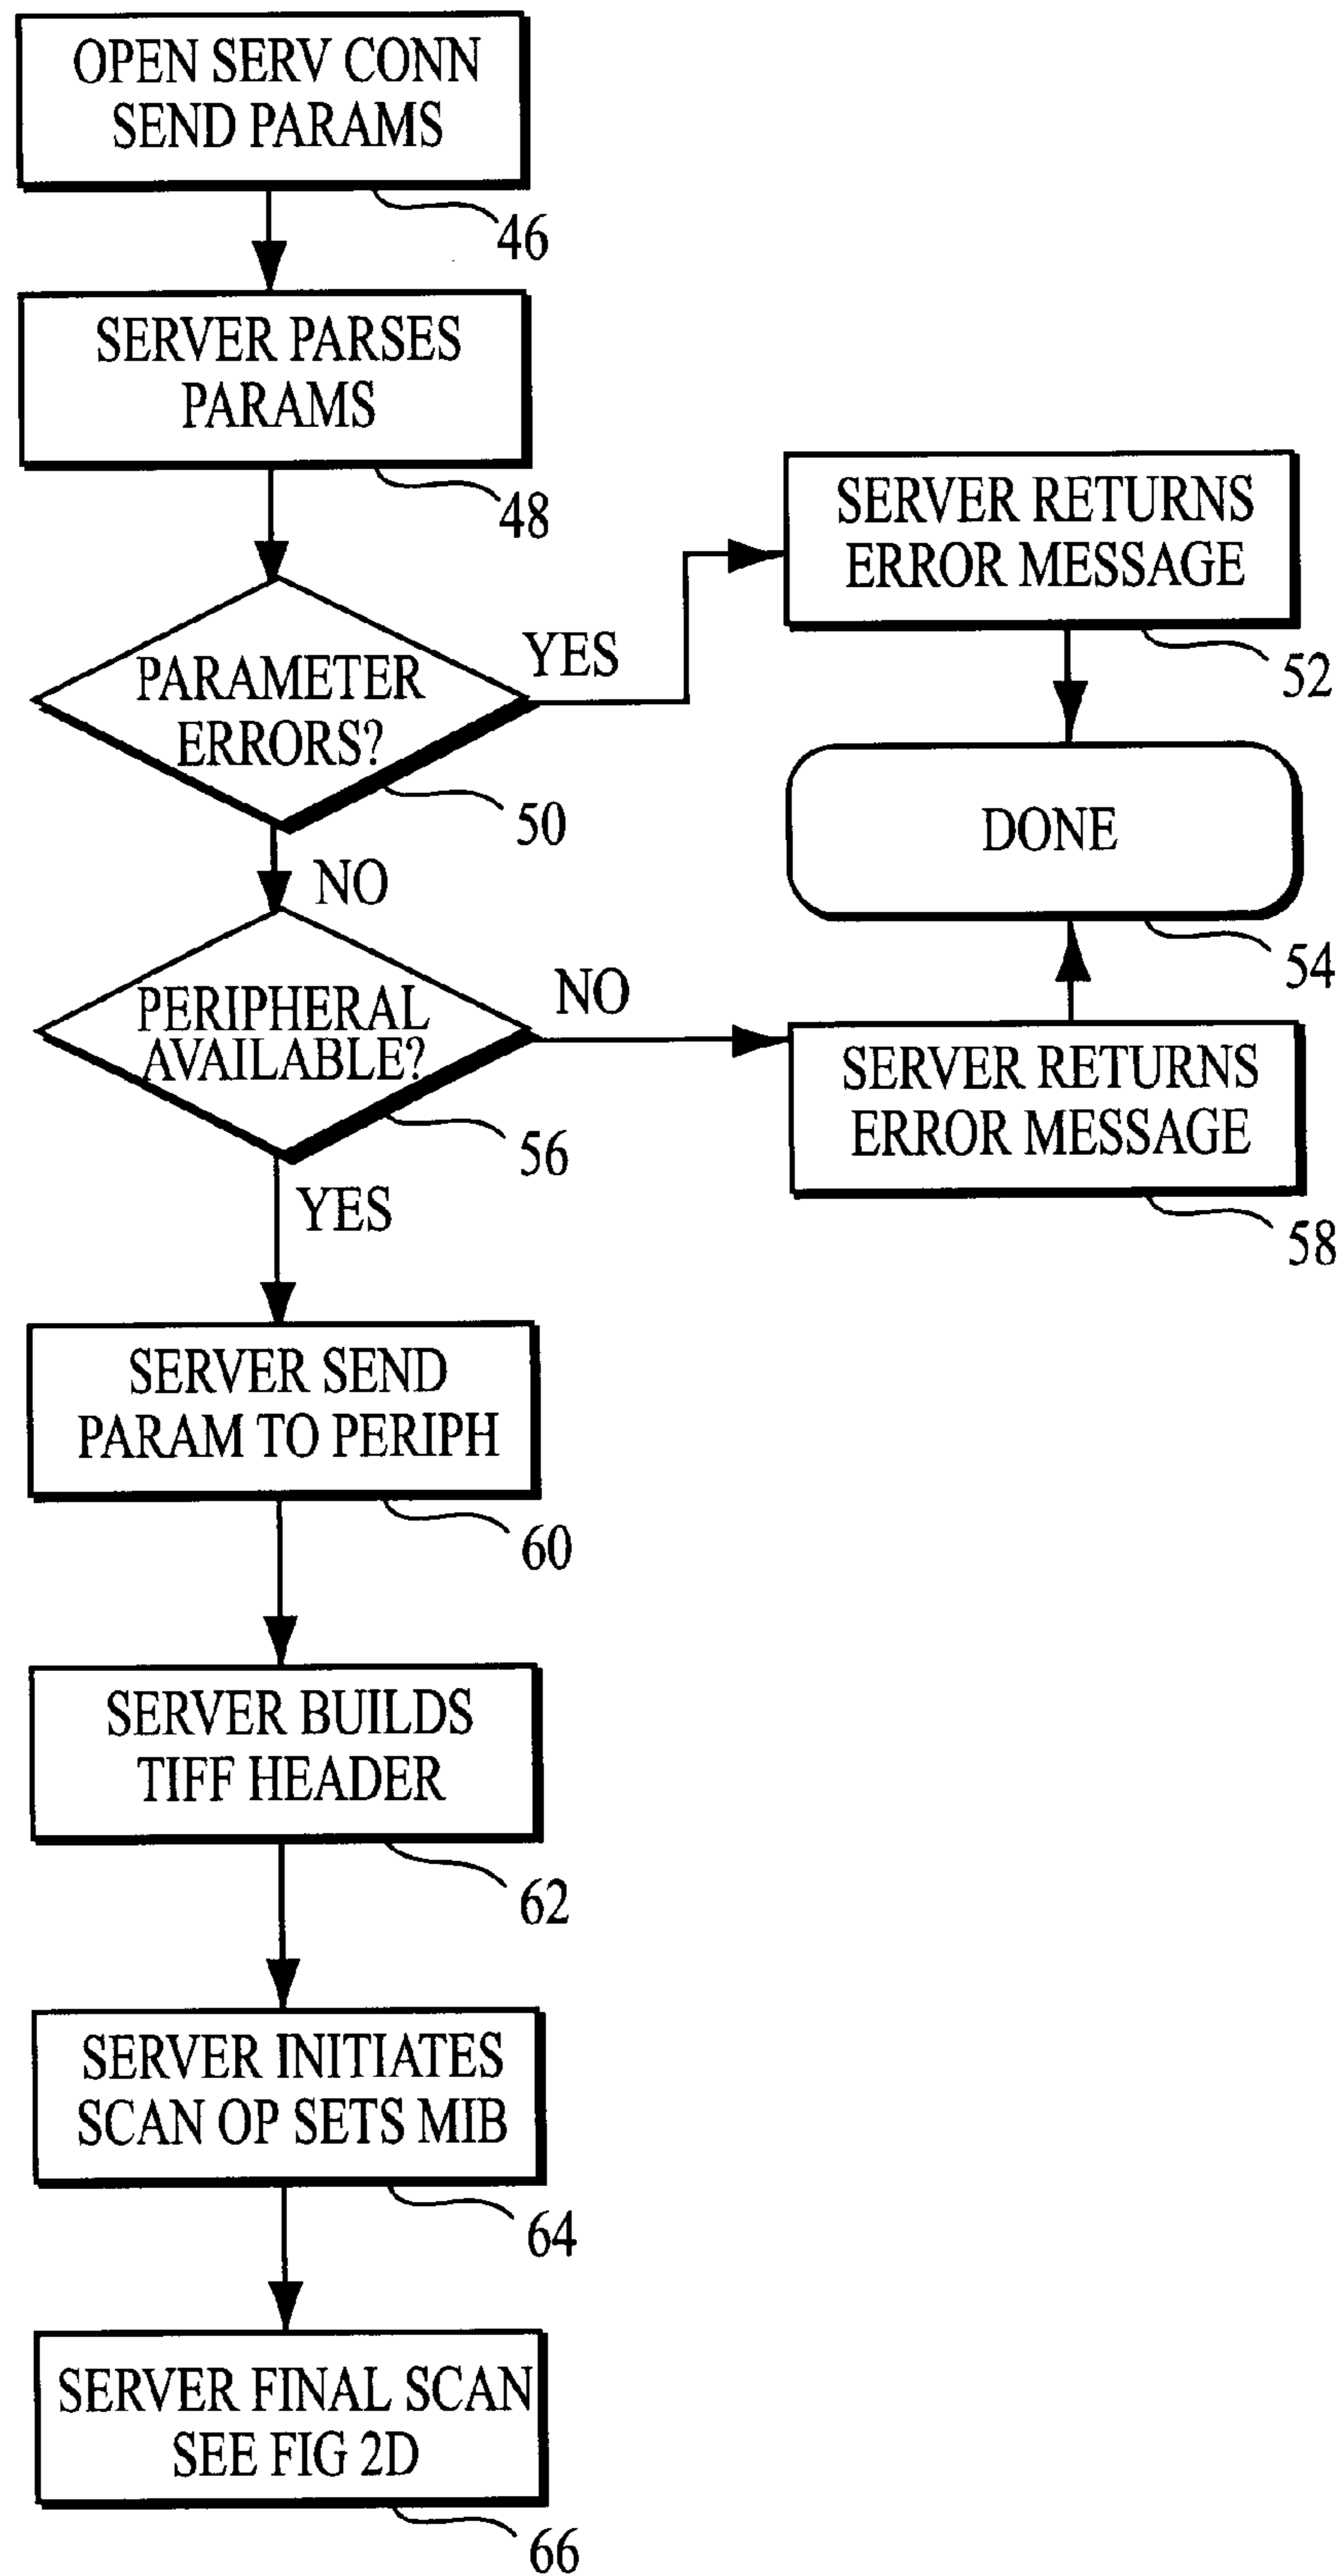 OPEN SERV CONN
SEND PARAMS
46
SERVER PARSES
PARAMS
48
PARAMETER
ERRORS?
50
YES
SERVER RETURNS
ERROR MESSAGE
52
DONE
54
NO
PERIPHERAL
AVAILABLE?
56
NO
SERVER RETURNS
ERROR MESSAGE
58
YES
SERVER SEND
PARAM TO PERIPH
60
SERVER BUILDS
TIFF HEADER
62
SERVER INITIATES
SCAN OP SETS MIB
64
SERVER FINAL SCAN
SEE FIG 2D
66